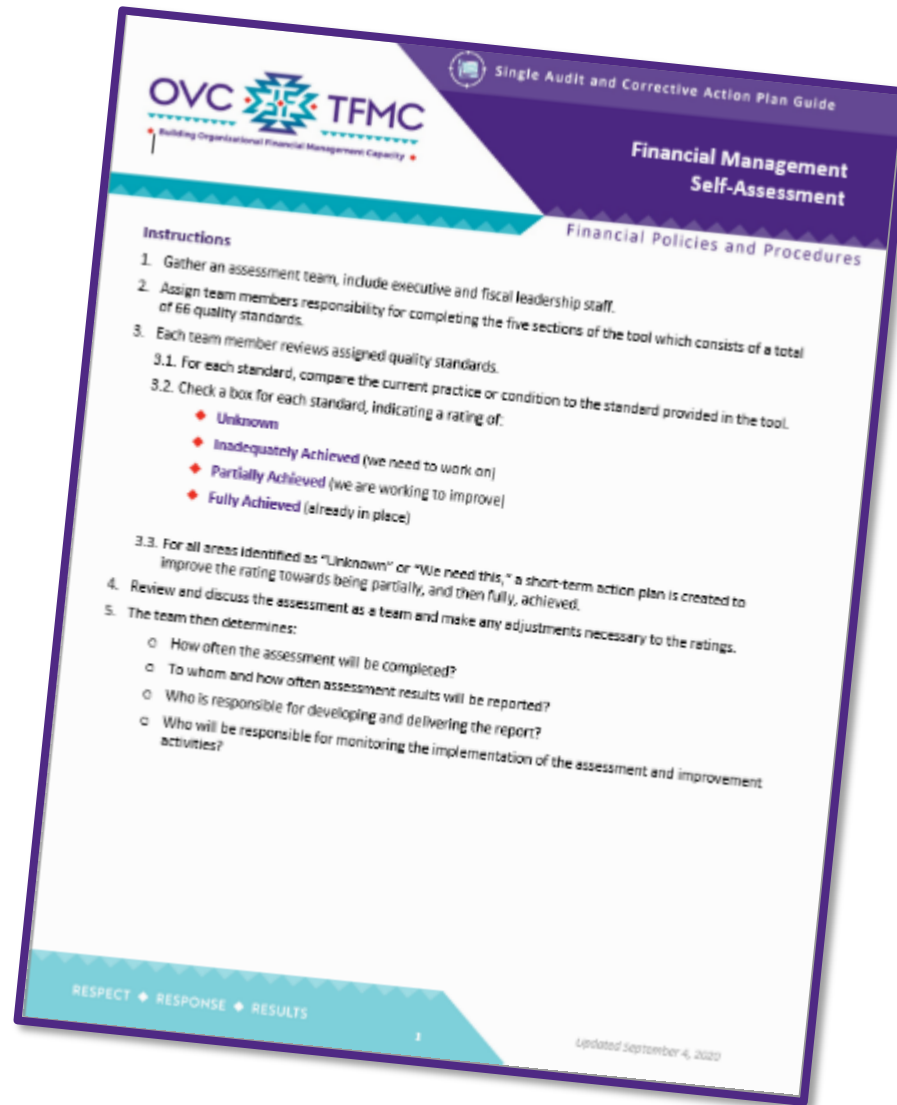 OVC TFMC
Building Organizational Financial Management Capacity
Single Audit and Corrective Action Plan Guide
Financial Management
Self-Assessment
Financial Policies and Procedures
Instructions
1. Gather an assessment team, include executive and fiscal leadership staff.
2. Assign team members responsibility for completing the five sections of the tool which consists of a total
of 66 quality standards.
3. Each team member reviews assigned quality standards.
3.1. For each standard, compare the current practice or condition to the standard provided in the tool.
3.2. Check a box for each standard, indicating a rating of:
Unknown
Inadequately Achieved (we need to work on)
Partially Achieved (we are working to improve)
Fully Achieved (already in place)
3.3. For all areas identified as “Unknown” or “We need this,” a short-term action plan is created to
improve the rating towards being partially, and then fully, achieved.
4. Review and discuss the assessment as a team and make any adjustments necessary to the ratings.
5. The team then determines:
o How often the assessment will be completed?
o To whom and how often assessment results will be reported?
o Who is responsible for developing and delivering the report?
o Who will be responsible for monitoring the implementation of the assessment and improvement
activities?
RESPECT ◆ RESPONSE ◆ RESULTS
1
Updated September 4, 2020